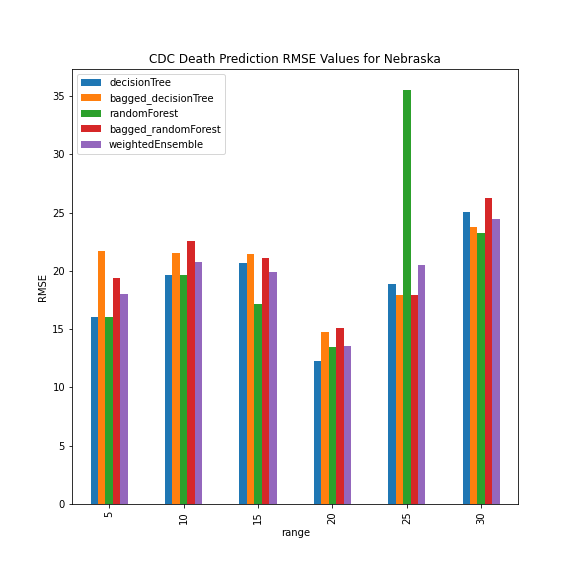 CDC Death Prediction RMSE Values for Nebraska
decisionTree
bagged_decisionTree
randomForest
bagged_randomForest
weightedEnsemble
35
30
25
20
15
10
5
0
RMSE
5 10 15 20 25 30
range